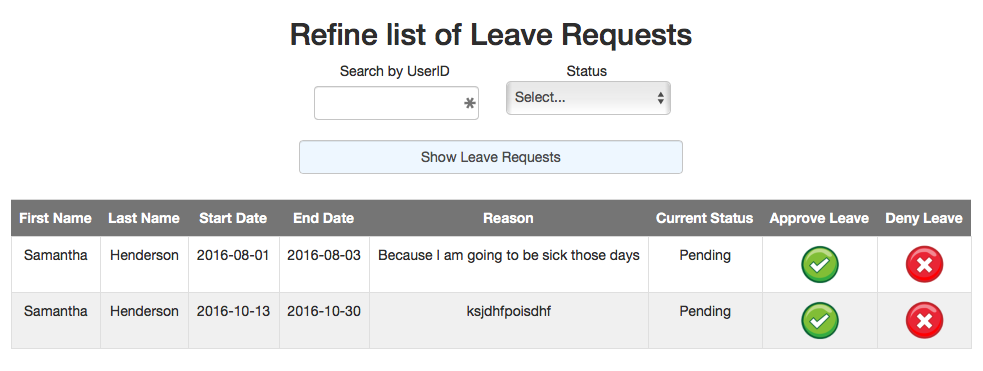 Refine list of Leave Requests
Search by UserID Status
Select...
Show Leave Requests
First Name Last Name Start Date End Date Reason Current Status Approve Leave Deny Leave
Samantha Henderson 2016-08-01 2016-08-03 Because I am going to be sick those days Pending
Samantha Henderson 2016-10-13 2016-10-30 ksjdhfpoisdhf Pending